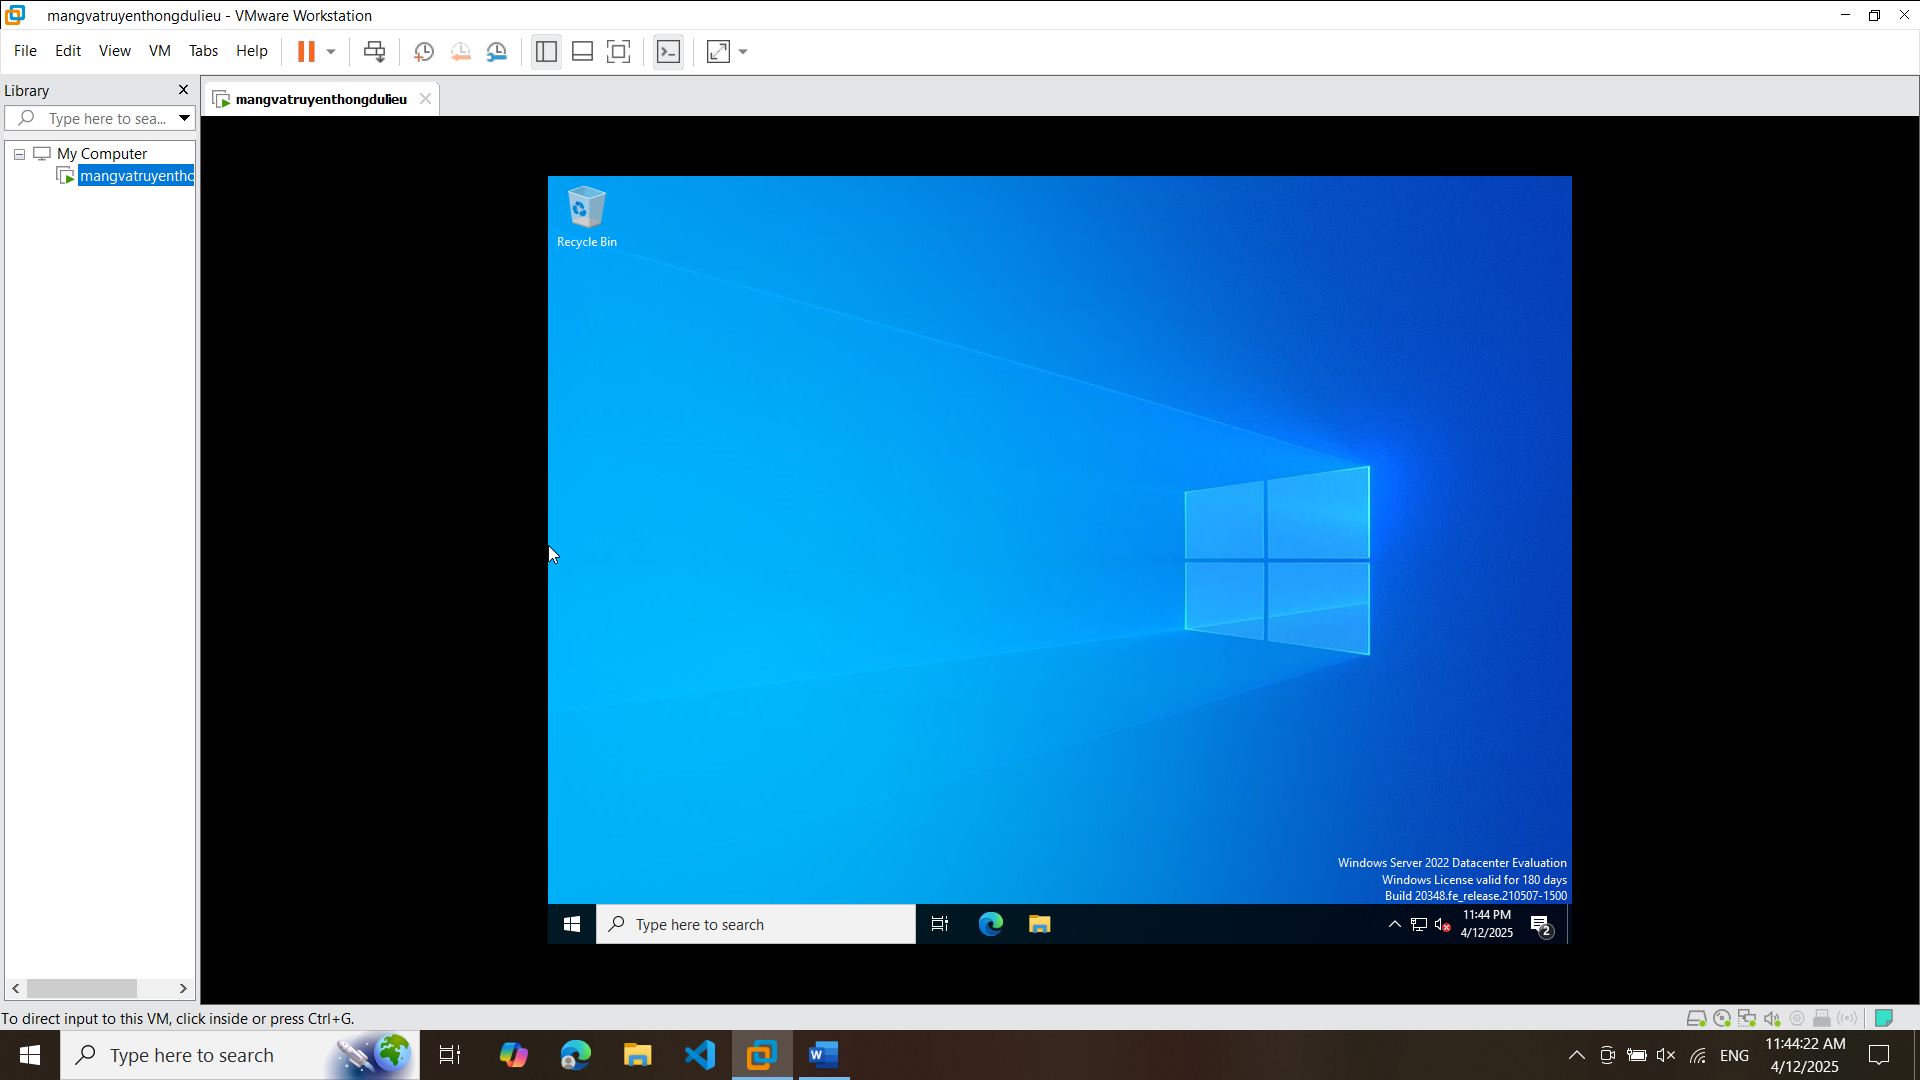 mangvatruyenthongdulieu - VMware Workstation
File Edit View VM Tabs Help
Library
mangvatruyenthongdulieu
Type here to sea...
My Computer
mangvatruyenthc
Recycle Bin
Windows Server 2022 Datacenter Evaluation
Windows License valid for 180 days
Build 20348.fe_release.210507-1500
Type here to search
11:44 PM
4/12/2025
2
To direct input to this VM, click inside or press Ctrl+G.
Type here to search
ENG
11:44:22 AM
4/12/2025